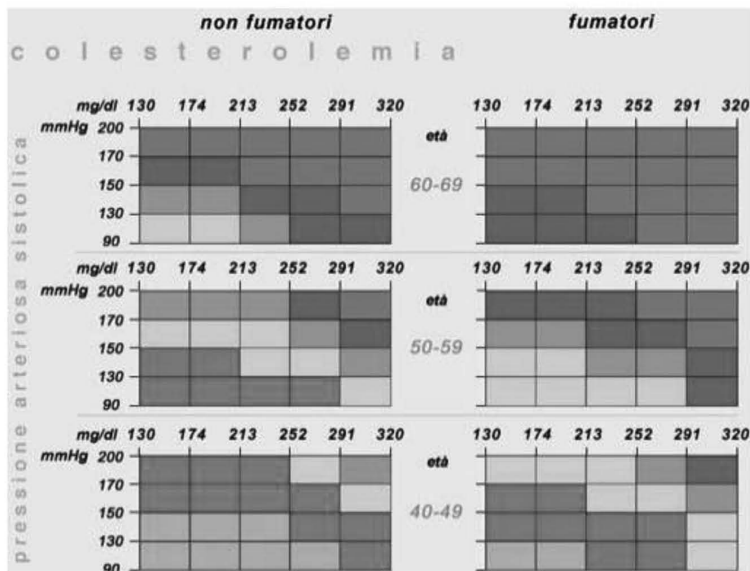 non fumatori fumatori
colesterolemia
pressione arteriosa sistolica
mg/dl 130 174 213 252 291 320 130 174 213 252 291 320
mmHg 200 età
170
150 60-69
130
90
mg/dl 130 174 213 252 291 320 130 174 213 252 291 320
mmHg 200 età
170
150 50-59
130
90
mg/dl 130 174 213 252 291 320 130 174 213 252 291 320
mmHg 200 età
170
150 40-49
130
90